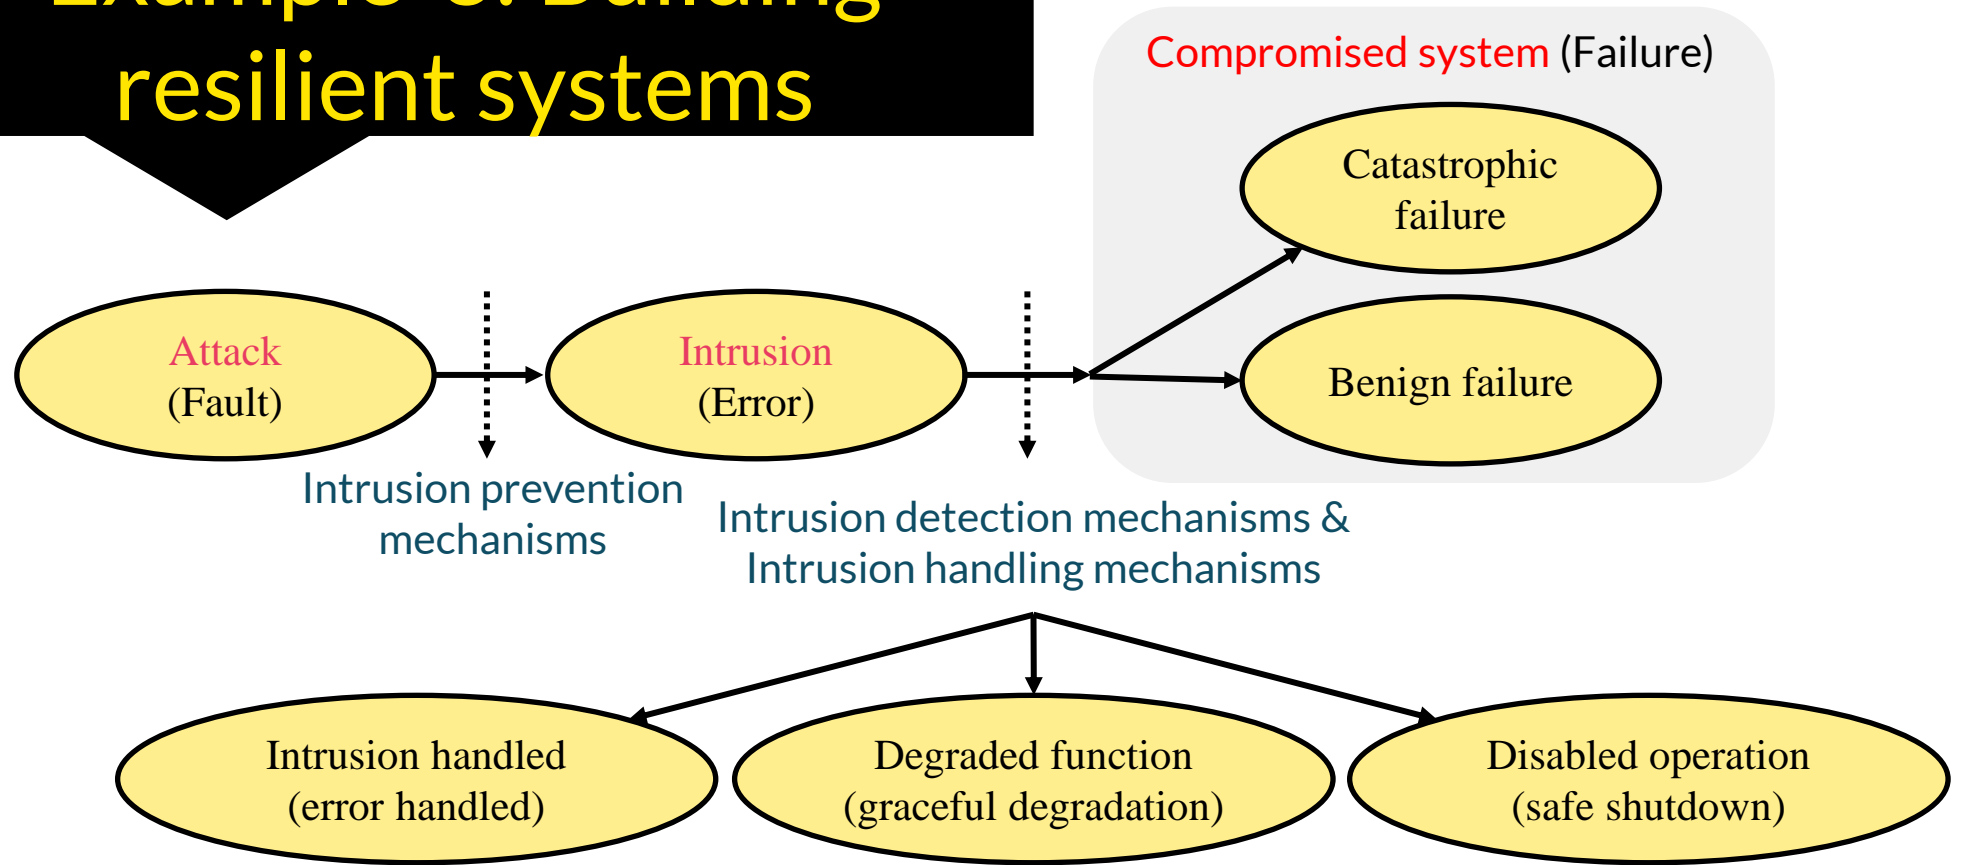 resilient systems
Compromised system (Failure)
Catastrophic
failure
Attack
(Fault)
Intrusion
(Error)
Benign failure
Intrusion prevention
mechanisms
Intrusion detection mechanisms &
Intrusion handling mechanisms
Intrusion handled
(error handled)
Degraded function
(graceful degradation)
Disabled operation
(safe shutdown)